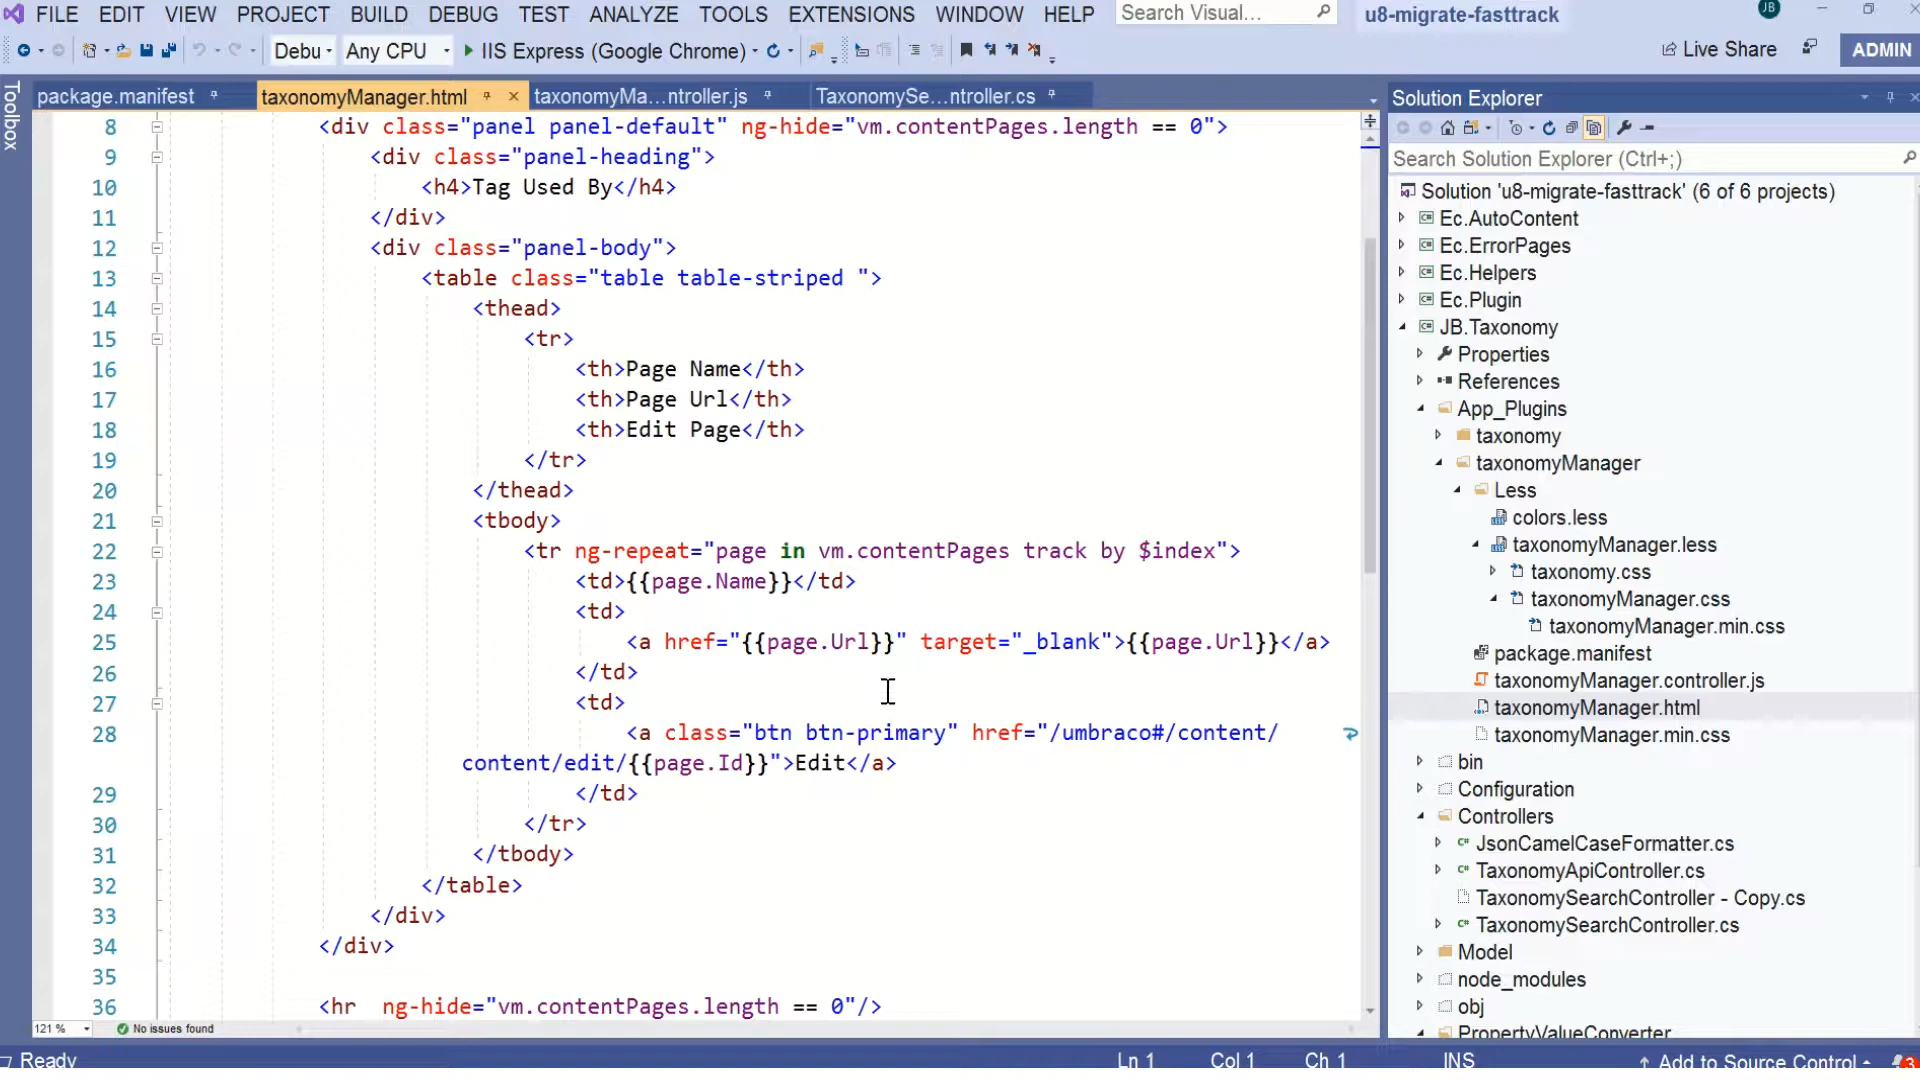 FILE EDIT VIEW PROJECT BUILD DEBUG TEST ANALYZE TOOLS EXTENSIONS WINDOW HELP Search Visual... u8-migrate-fasttrack JB
Debu Any CPU IIS Express (Google Chrome) Live Share ADMIN
Toolbox
package.manifest taxonomyManager.html taxonomyMa...ntroller.js TaxonomySe...ntroller.cs
8 <div class="panel panel-default" ng-hide="vm.contentPages.length == 0">
9 <div class="panel-heading">
10 <h4>Tag Used By</h4>
11 </div>
12 <div class="panel-body">
13 <table class="table table-striped ">
14 <thead>
15 <tr>
16 <th>Page Name</th>
17 <th>Page Url</th>
18 <th>Edit Page</th>
19 </tr>
20 </thead>
21 <tbody>
22 <tr ng-repeat="page in vm.contentPages track by $index">
23 <td>{{page.Name}}</td>
24 <td>
25 <a href="{{page.Url}}" target="_blank">{{page.Url}}</a>
26 </td>
27 <td>
28 <a class="btn btn-primary" href="/umbraco#/content/
content/edit/{{page.Id}}">Edit</a>
29 </td>
30 </tr>
31 </tbody>
32 </table>
33 </div>
34 </div>
35
36 <hr  ng-hide="vm.contentPages.length == 0"/>
121 % No issues found
Solution Explorer
Search Solution Explorer (Ctrl+;)
Solution 'u8-migrate-fasttrack' (6 of 6 projects)
Ec.AutoContent
Ec.ErrorPages
Ec.Helpers
Ec.Plugin
JB.Taxonomy
Properties
References
App_Plugins
taxonomy
taxonomyManager
Less
colors.less
taxonomyManager.less
taxonomy.css
taxonomyManager.css
taxonomyManager.min.css
package.manifest
taxonomyManager.controller.js
taxonomyManager.html
taxonomyManager.min.css
bin
Configuration
Controllers
JsonCamelCaseFormatter.cs
TaxonomyApiController.cs
TaxonomySearchController - Copy.cs
TaxonomySearchController.cs
Model
node_modules
obj
PropertyValueConverter
Ready Ln 1 Col 1 Ch 1 INS Add to Source Control 3